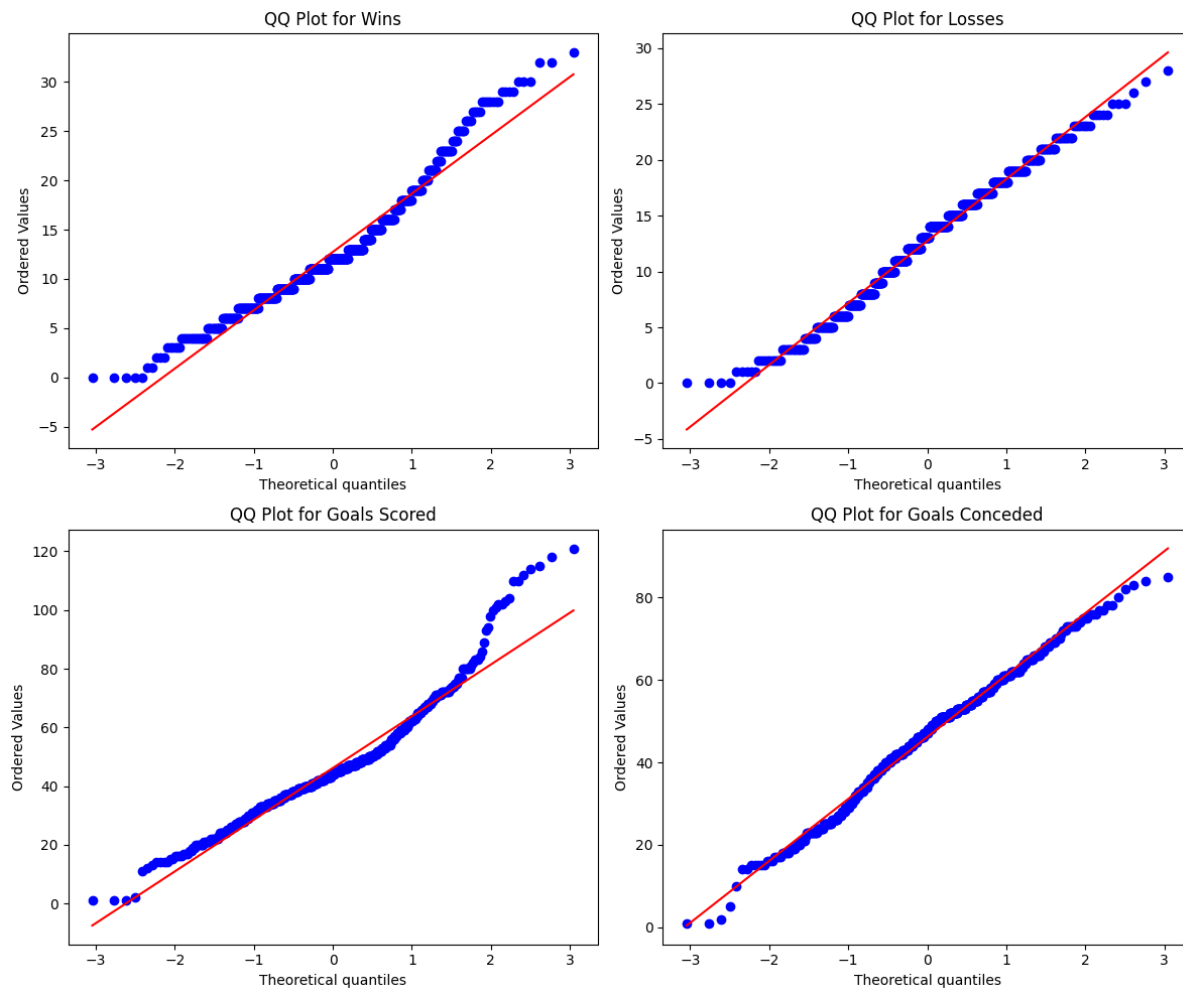 QQ Plot for Wins
Ordered Values
30
25
20
15
10
5
0
−5
−3 −2 −1 0 1 2 3
Theoretical quantiles
QQ Plot for Losses
Ordered Values
30
25
20
15
10
5
0
−5
−3 −2 −1 0 1 2 3
Theoretical quantiles
QQ Plot for Goals Scored
Ordered Values
120
100
80
60
40
20
0
−3 −2 −1 0 1 2 3
Theoretical quantiles
QQ Plot for Goals Conceded
Ordered Values
80
60
40
20
0
−3 −2 −1 0 1 2 3
Theoretical quantiles